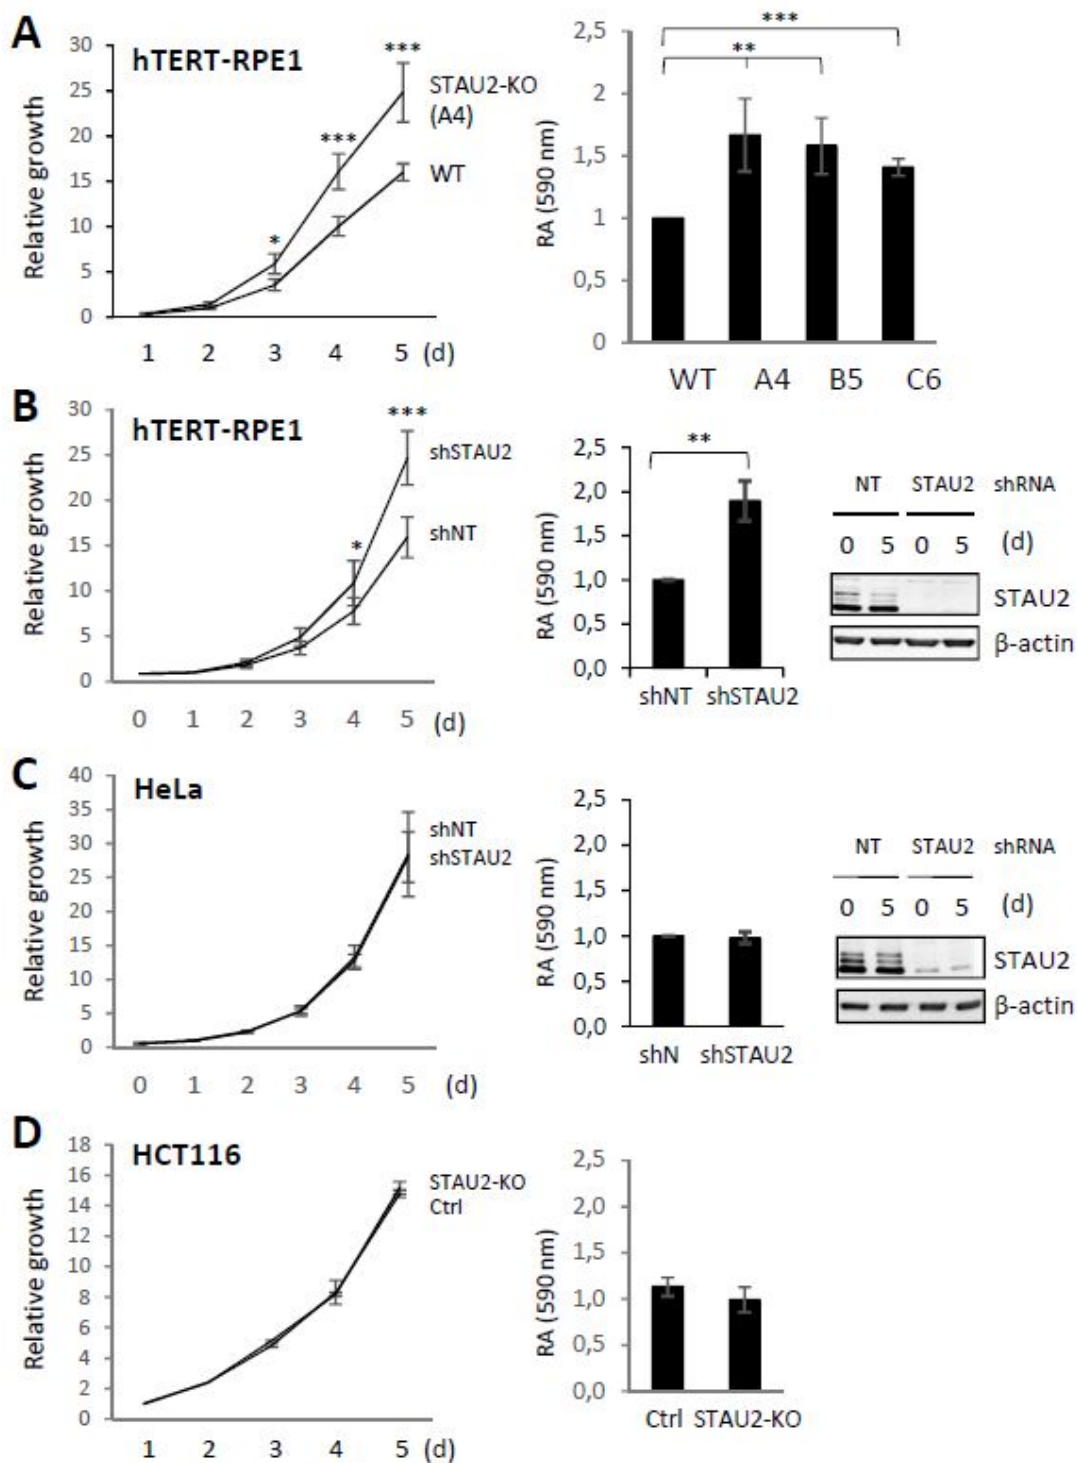 A
hTERT-RPE1
Relative growth
30
25
20
15
10
5
0
1 2 3 4 5 (d)
* *** ***
STAU2-KO
(A4)
WT
RA (590 nm)
2,5
2
1,5
1
0,5
0
***
**
WT A4 B5 C6
B
hTERT-RPE1
Relative growth
30
25
20
15
10
5
0
0 1 2 3 4 5 (d)
* ***
shSTAU2
shNT
RA (590 nm)
2,5
2,0
1,5
1,0
0,5
0,0
**
shNT shSTAU2
NT STAU2 shRNA
0 5 0 5 (d)
STAU2
β-actin
C
HeLa
Relative growth
40
35
30
25
20
15
10
5
0
0 1 2 3 4 5 (d)
shNT
shSTAU2
RA (590 nm)
2,5
2,0
1,5
1,0
0,5
0,0
shN shSTAU2
NT STAU2 shRNA
0 5 0 5 (d)
STAU2
β-actin
D
HCT116
Relative growth
18
16
14
12
10
8
6
4
2
0
1 2 3 4 5 (d)
STAU2-KO
Ctrl
RA (590 nm)
2,5
2,0
1,5
1,0
0,5
0,0
Ctrl STAU2-KO